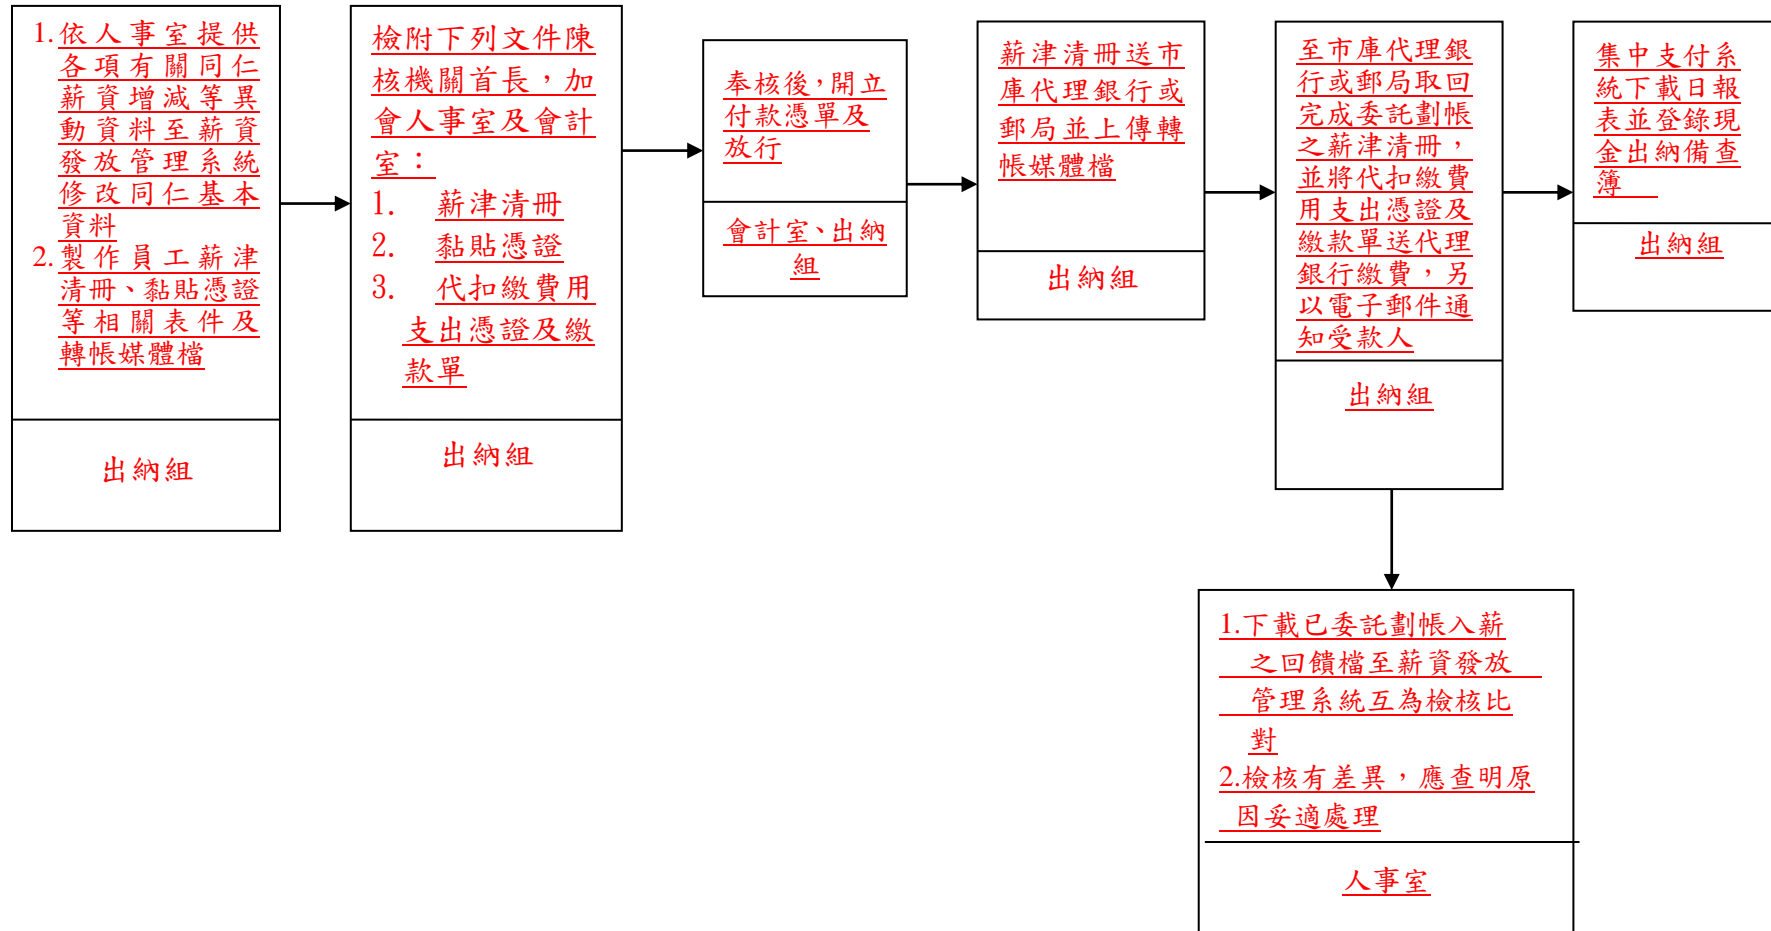 1.依人事室提供
各項有關同仁
薪資增減等異
動資料至薪資
發放管理系統
修改同仁基本
資料
2.製作員工薪津
清冊、黏貼憑證
等相關表件及
轉帳媒體檔
出納組
檢附下列文件陳
核機關首長，加
會人事室及會計
室：
1. 薪津清冊
2. 黏貼憑證
3. 代扣繳費用
支出憑證及繳
款單
出納組
奉核後，開立
付款憑單及
放行
會計室、出納
組
薪津清冊送市
庫代理銀行或
郵局並上傳轉
帳媒體檔
出納組
至市庫代理銀
行或郵局取回
完成委託劃帳
之薪津清冊，
並將代扣繳費
用支出憑證及
繳款單送代理
銀行繳費，另
以電子郵件通
知受款人
出納組
集中支付系
統下載日報
表並登錄現
金出納備查
簿
出納組
1.下載已委託劃帳入薪
之回饋檔至薪資發放
管理系統互為檢核比
對
2.檢核有差異，應查明原
因妥適處理
人事室